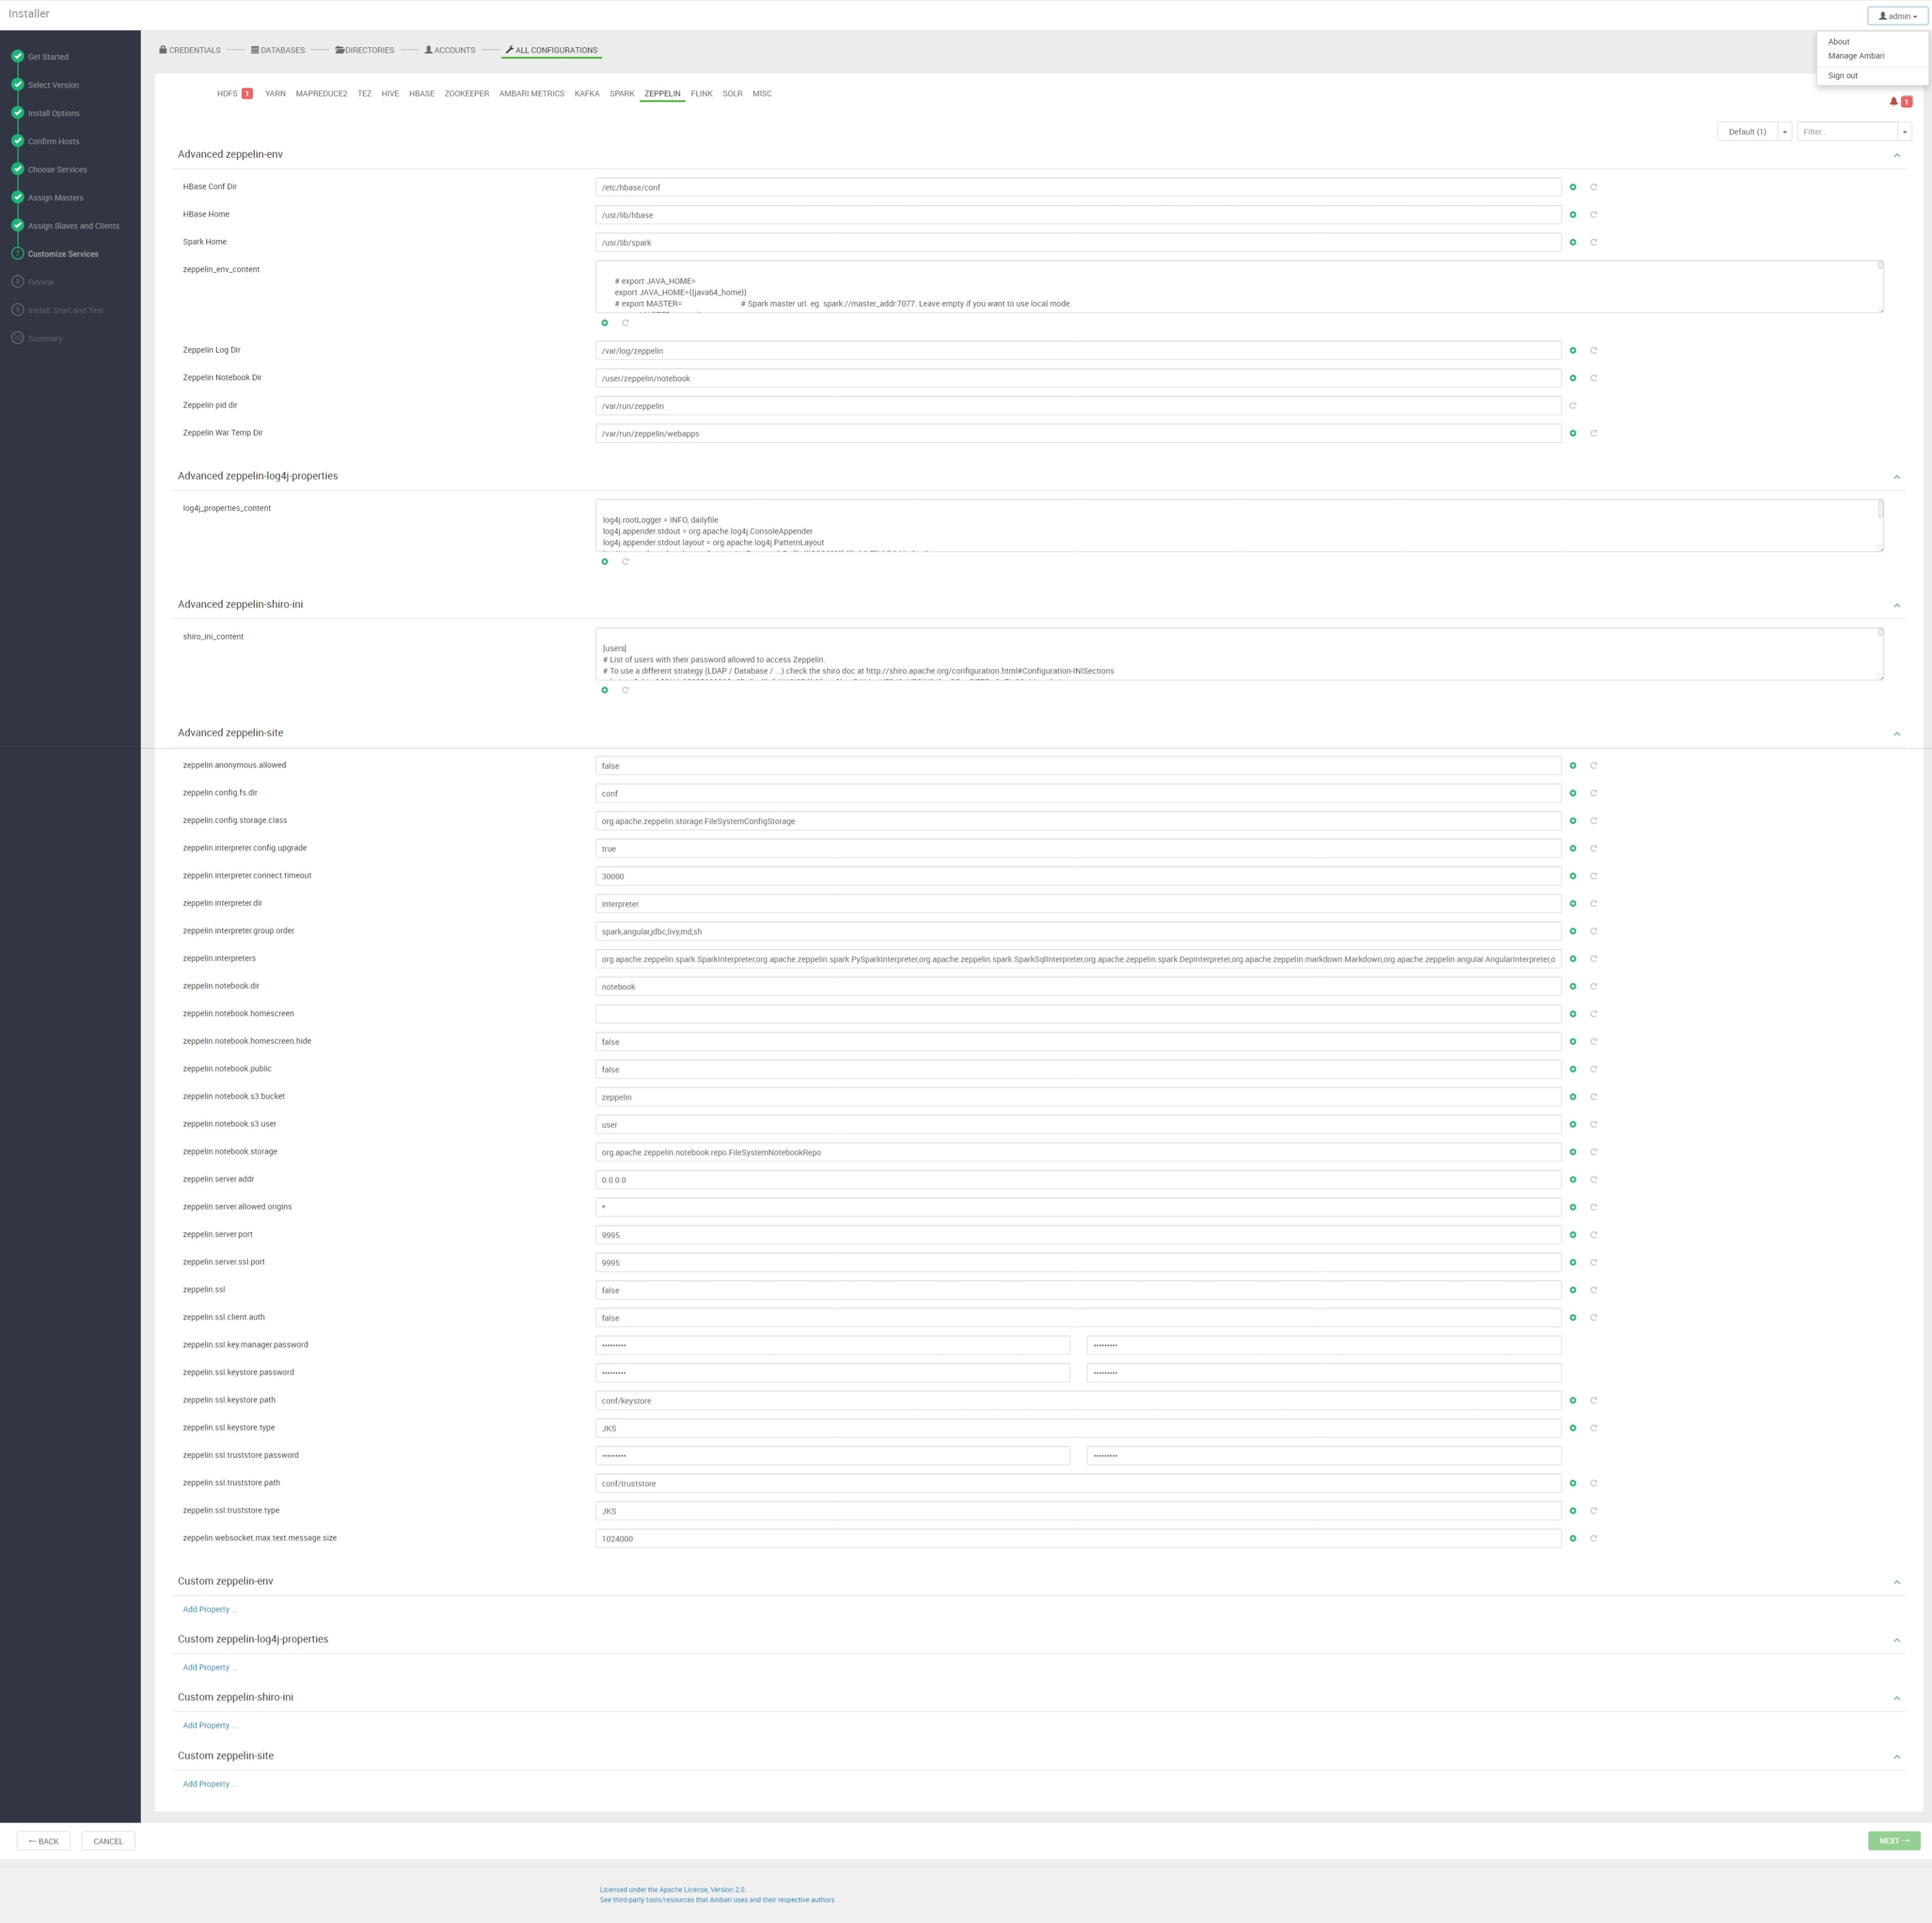 Installer
admin
About
Manage Ambari
Sign out
Get Started
Select Version
Install Options
Confirm Hosts
Choose Services
Assign Masters
Assign Slaves and Clients
7 Customize Services
8 Review
9 Install, Start and Test
10 Summary
CREDENTIALS DATABASES DIRECTORIES ACCOUNTS ALL CONFIGURATIONS
HDFS 1 YARN MAPREDUCE2 TEZ HIVE HBASE ZOOKEEPER AMBARI METRICS KAFKA SPARK ZEPPELIN FLINK SOLR MISC
1
Default (1) Filter...
Advanced zeppelin-env
HBase Conf Dir /etc/hbase/conf
HBase Home /usr/lib/hbase
Spark Home /usr/lib/spark
zeppelin_env_content
# export JAVA_HOME=
export JAVA_HOME={{java64_home}}
# export MASTER= # Spark master url. eg. spark://master_addr:7077. Leave empty if you want to use local mode.
Zeppelin Log Dir /var/log/zeppelin
Zeppelin Notebook Dir /user/zeppelin/notebook
Zeppelin pid dir /var/run/zeppelin
Zeppelin War Temp Dir /var/run/zeppelin/webapps
Advanced zeppelin-log4j-properties
log4j_properties_content
log4j.rootLogger = INFO, dailyfile
log4j.appender.stdout = org.apache.log4j.ConsoleAppender
log4j.appender.stdout.layout = org.apache.log4j.PatternLayout
Advanced zeppelin-shiro-ini
shiro_ini_content
[users]
# List of users with their password allowed to access Zeppelin.
# To use a different strategy (LDAP / Database / ...) check the shiro doc at http://shiro.apache.org/configuration.html#Configuration-INISections
Advanced zeppelin-site
zeppelin.anonymous.allowed false
zeppelin.config.fs.dir conf
zeppelin.config.storage.class org.apache.zeppelin.storage.FileSystemConfigStorage
zeppelin.interpreter.config.upgrade true
zeppelin.interpreter.connect.timeout 30000
zeppelin.interpreter.dir interpreter
zeppelin.interpreter.group.order spark,angular,jdbc,livy,md,sh
zeppelin.interpreters org.apache.zeppelin.spark.SparkInterpreter,org.apache.zeppelin.spark.PySparkInterpreter,org.apache.zeppelin.spark.SparkSqlInterpreter,org.apache.zeppelin.spark.DepInterpreter,org.apache.zeppelin.markdown.Markdown,org.apache.zeppelin.angular.AngularInterpreter,o
zeppelin.notebook.dir notebook
zeppelin.notebook.homescreen
zeppelin.notebook.homescreen.hide false
zeppelin.notebook.public false
zeppelin.notebook.s3.bucket zeppelin
zeppelin.notebook.s3.user user
zeppelin.notebook.storage org.apache.zeppelin.notebook.repo.FileSystemNotebookRepo
zeppelin.server.addr 0.0.0.0
zeppelin.server.allowed.origins *
zeppelin.server.port 9995
zeppelin.server.ssl.port 9995
zeppelin.ssl false
zeppelin.ssl.client.auth false
zeppelin.ssl.key.manager.password ••••••••• •••••••••
zeppelin.ssl.keystore.password ••••••••• •••••••••
zeppelin.ssl.keystore.path conf/keystore
zeppelin.ssl.keystore.type JKS
zeppelin.ssl.truststore.password ••••••••• •••••••••
zeppelin.ssl.truststore.path conf/truststore
zeppelin.ssl.truststore.type JKS
zeppelin.websocket.max.text.message.size 1024000
Custom zeppelin-env
Add Property ...
Custom zeppelin-log4j-properties
Add Property ...
Custom zeppelin-shiro-ini
Add Property ...
Custom zeppelin-site
Add Property ...
← BACK CANCEL NEXT →
Licensed under the Apache License, Version 2.0.
See third-party tools/resources that Ambari uses and their respective authors